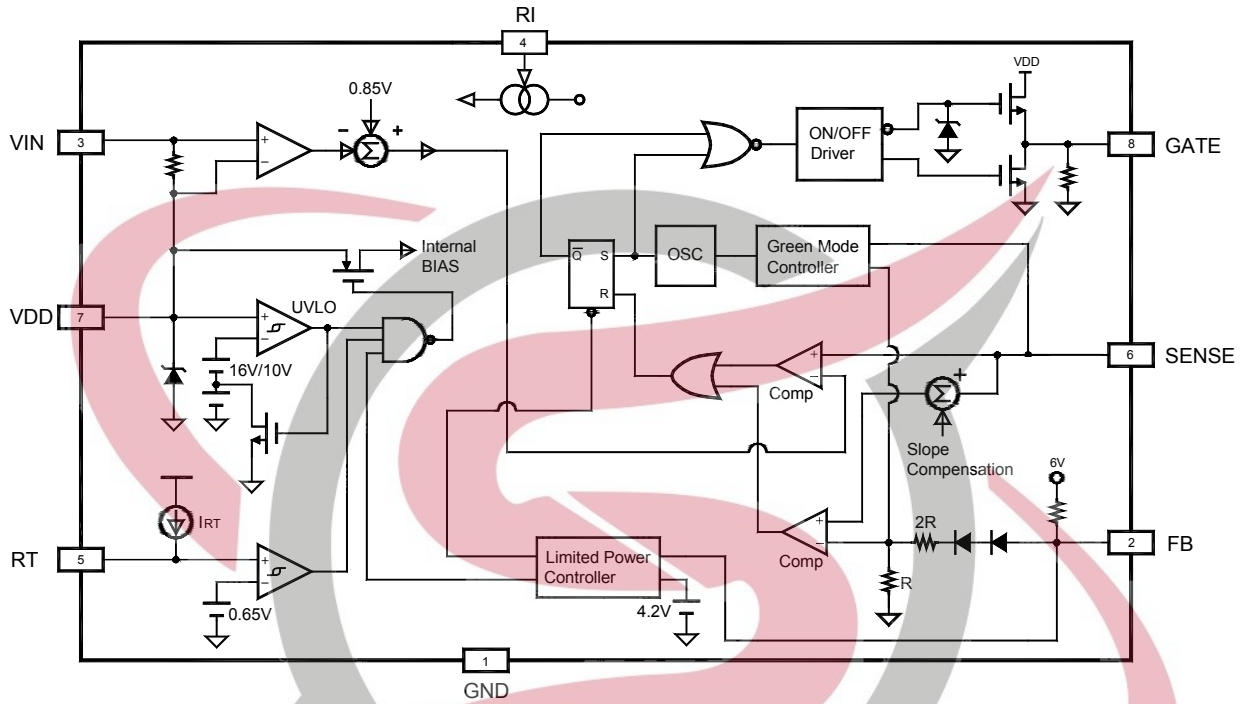 RI
4
VDD
0.85V
VIN
3
+
−
−
+
Σ
ON/OFF
Driver
8
GATE
Internal
BIAS
Q
S
R
OSC
Green Mode
Controller
VDD
7
UVLO
+
−
16V/10V
+
−
Comp
6
SENSE
+
Σ
Slope
Compensation
6V
IRT
RT
5
+
−
0.65V
Limited Power
Controller
4.2V
+
−
Comp
2R
R
2
FB
1
GND